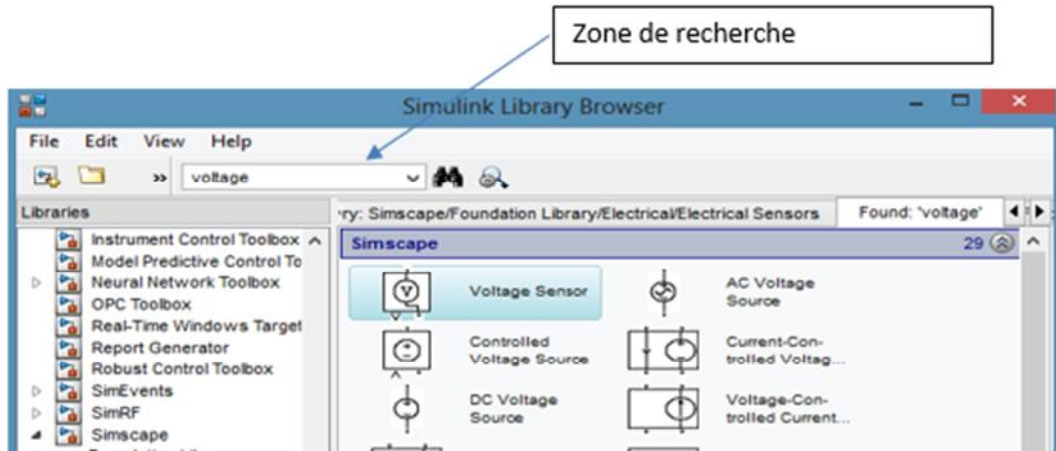 Zone de recherche
Simulink Library Browser
File Edit View Help
» voltage
Libraries
ry: Simscape/Foundation Library/Electrical/Electrical Sensors
Found: 'voltage'
Instrument Control Toolbox
Model Predictive Control To
Neural Network Toolbox
OPC Toolbox
Real-Time Windows Target
Report Generator
Robust Control Toolbox
SimEvents
SimRF
Simscape
Simscape 29
Voltage Sensor
AC Voltage
Source
Controlled
Voltage Source
Current-Con-
trolled Voltag...
DC Voltage
Source
Voltage-Con-
trolled Current...